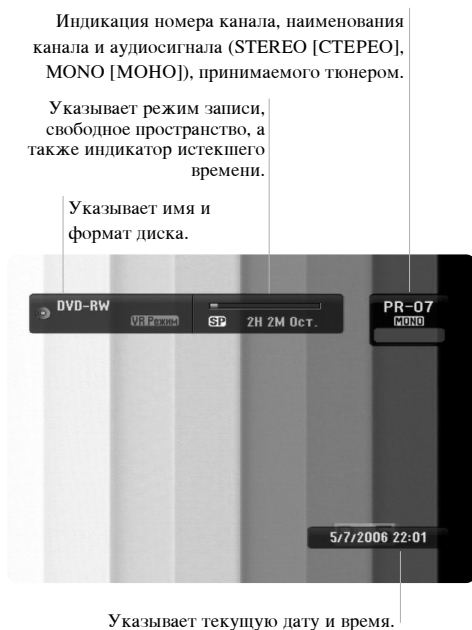 Индикация номера канала, наименования
канала и аудиосигнала (STEREO [СТЕРЕО],
MONO [МОНО]), принимаемого тюнером.
Указывает режим записи,
свободное пространство, а
также индикатор истекшего
времени.
Указывает имя и
формат диска.
DVD-RW
VR Режим
SP 2H 2M Ост.
PR-07
MONO
5/7/2006 22:01
Указывает текущую дату и время.